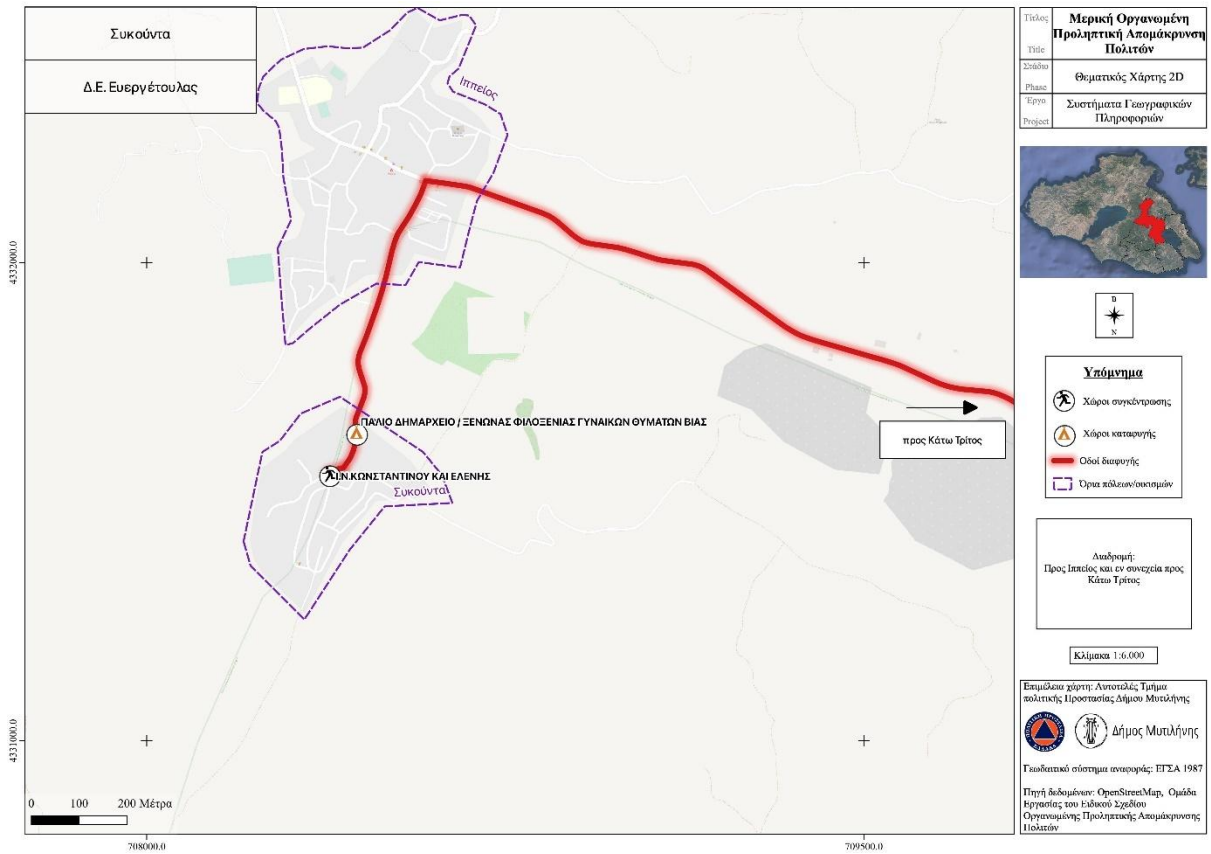 Συκούντα
Δ.Ε. Ευεργέτουλας
Ιππείος
ΠΑΛΙΟ ΔΗΜΑΡΧΕΙΟ / ΞΕΝΩΝΑΣ ΦΙΛΟΞΕΝΙΑΣ ΓΥΝΑΙΚΩΝ ΘΥΜΑΤΩΝ ΒΙΑΣ
Ι.Ν.ΚΩΝΣΤΑΝΤΙΝΟΥ ΚΑΙ ΕΛΕΝΗΣ
Συκούντα
προς Κάτω Τρίτος
4332000.0
4331000.0
0 100 200 Μέτρα
708000.0
709500.0
Τίτλος
Title
Μερική Οργανωμένη
Προληπτική Απομάκρυνση
Πολιτών
Στάδιο
Phase
Θεματικός Χάρτης 2D
Έργο
Project
Συστήματα Γεωγραφικών
Πληροφοριών
Β
Ν
Υπόμνημα
Χώροι συγκέντρωσης
Χώροι καταφυγής
Οδοί διαφυγής
Όρια πόλεων/οικισμών
Διαδρομή:
Προς Ιππείος και εν συνεχεία προς
Κάτω Τρίτος
Κλίμακα 1:6.000
Επιμέλεια χάρτη: Αυτοτελές Τμήμα
πολιτικής Προστασίας Δήμου Μυτιλήνης
ΠΟΛΙΤΙΚΗ ΠΡΟΣΤΑΣΙΑ
ΕΛΛΑΔΑ
Δήμος Μυτιλήνης
Γεωδαιτικό σύστημα αναφοράς: ΕΓΣΑ 1987
Πηγή δεδομένων: OpenStreetMap, Ομάδα
Εργασίας του Ειδικού Σχεδίου
Οργανωμένης Προληπτικής Απομάκρυνσης
Πολιτών